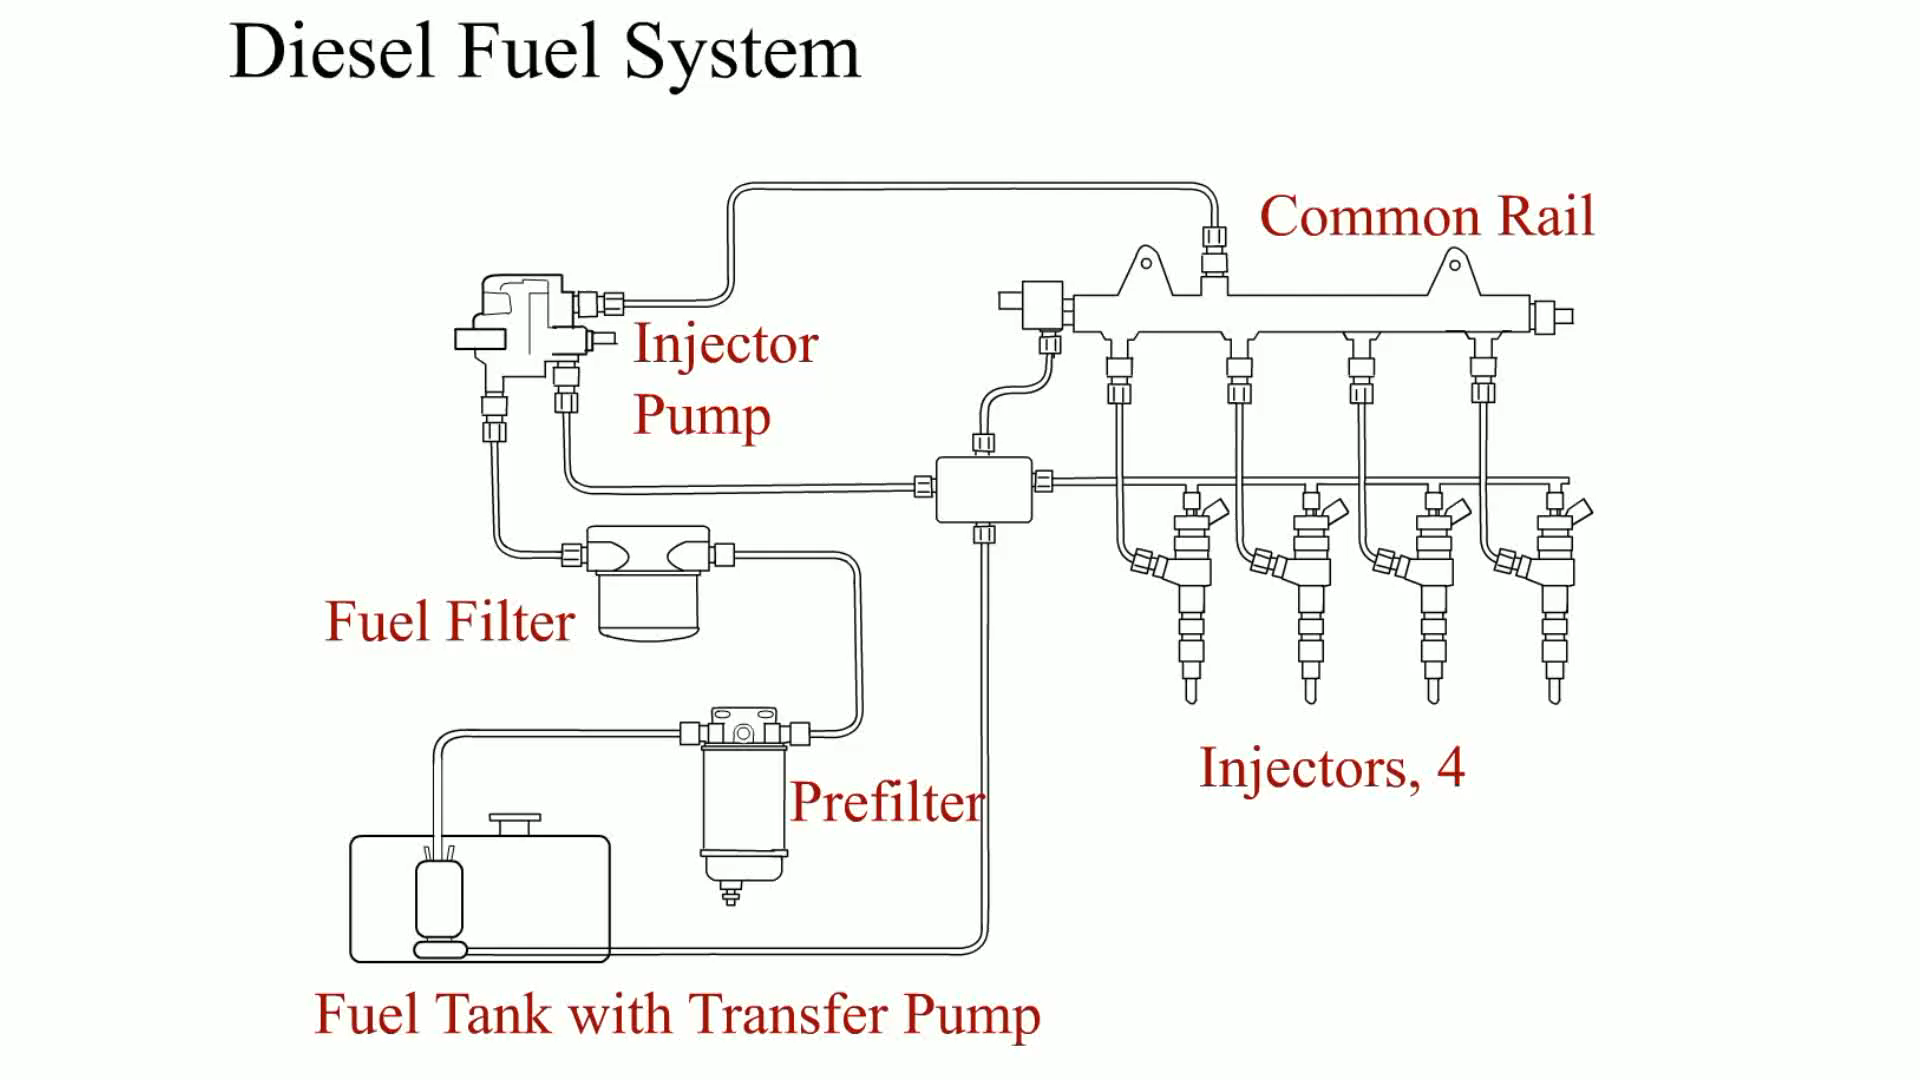 Diesel Fuel System
Common Rail
Injector
Pump
Fuel Filter
Injectors, 4
Prefilter
Fuel Tank with Transfer Pump